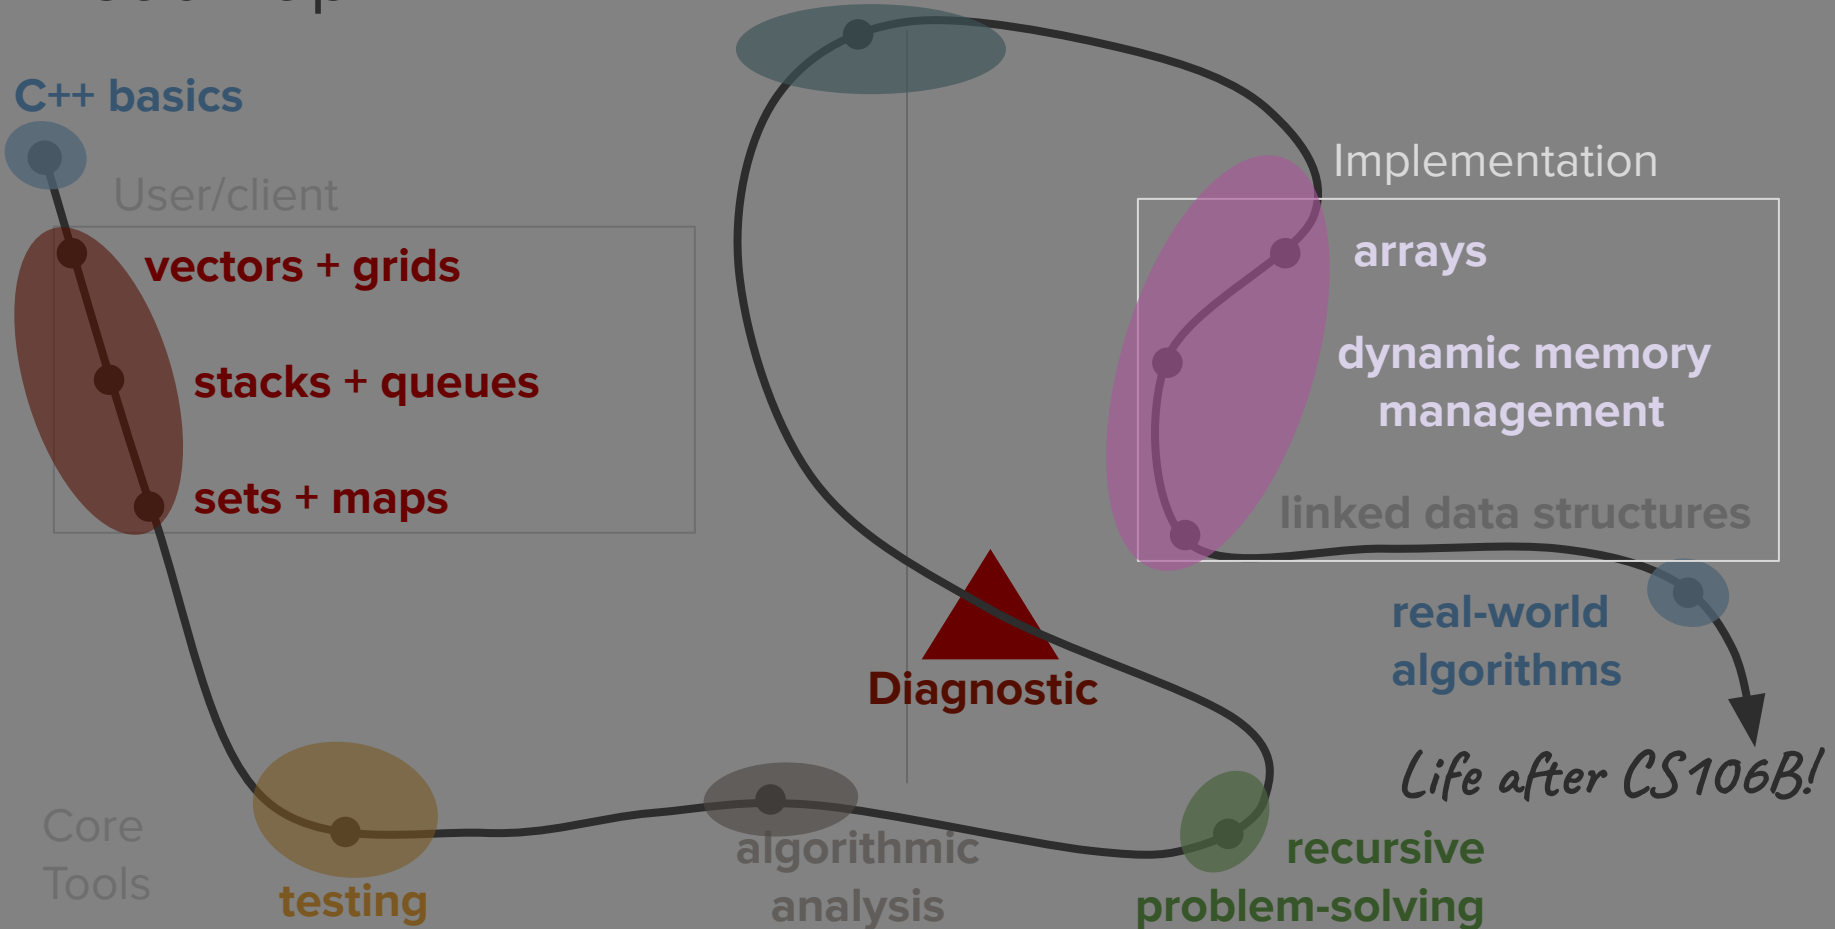 C++ basics
User/client
vectors + grids
stacks + queues
sets + maps
Core
Tools
testing
algorithmic
analysis
recursive
problem-solving
Diagnostic
Implementation
arrays
dynamic memory
management
linked data structures
real-world
algorithms
Life after CS106B!